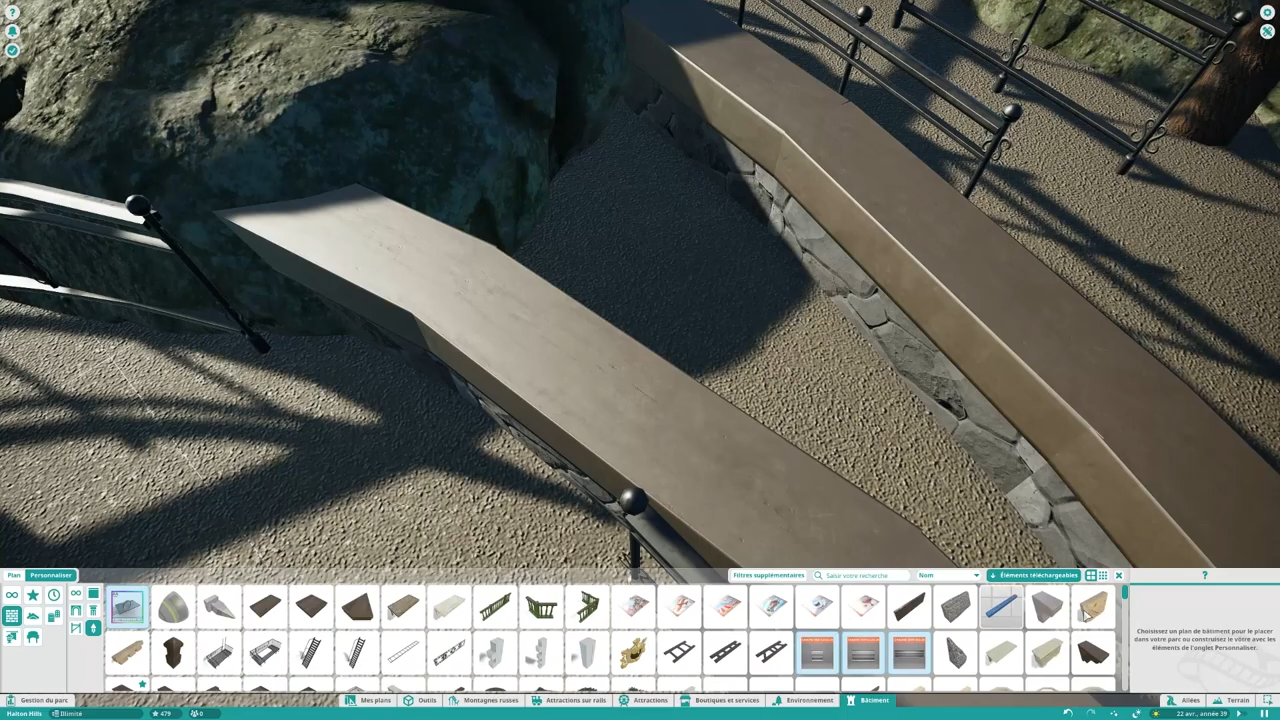 Plan
Personnaliser
Filtres supplémentaires
Saisir votre recherche
Nom
Éléments téléchargeables
?
Choisissez un plan de bâtiment pour le placer
dans votre parc ou construisez le vôtre avec les
éléments de l'onglet Personnaliser.
Gestion du parc
Mes plans
Outils
Montagnes russes
Attractions sur rails
Attractions
Boutiques et services
Environnement
Bâtiment
Allées
Terrain
Halton Hills
Illimité
479
0
22 avr., année 39